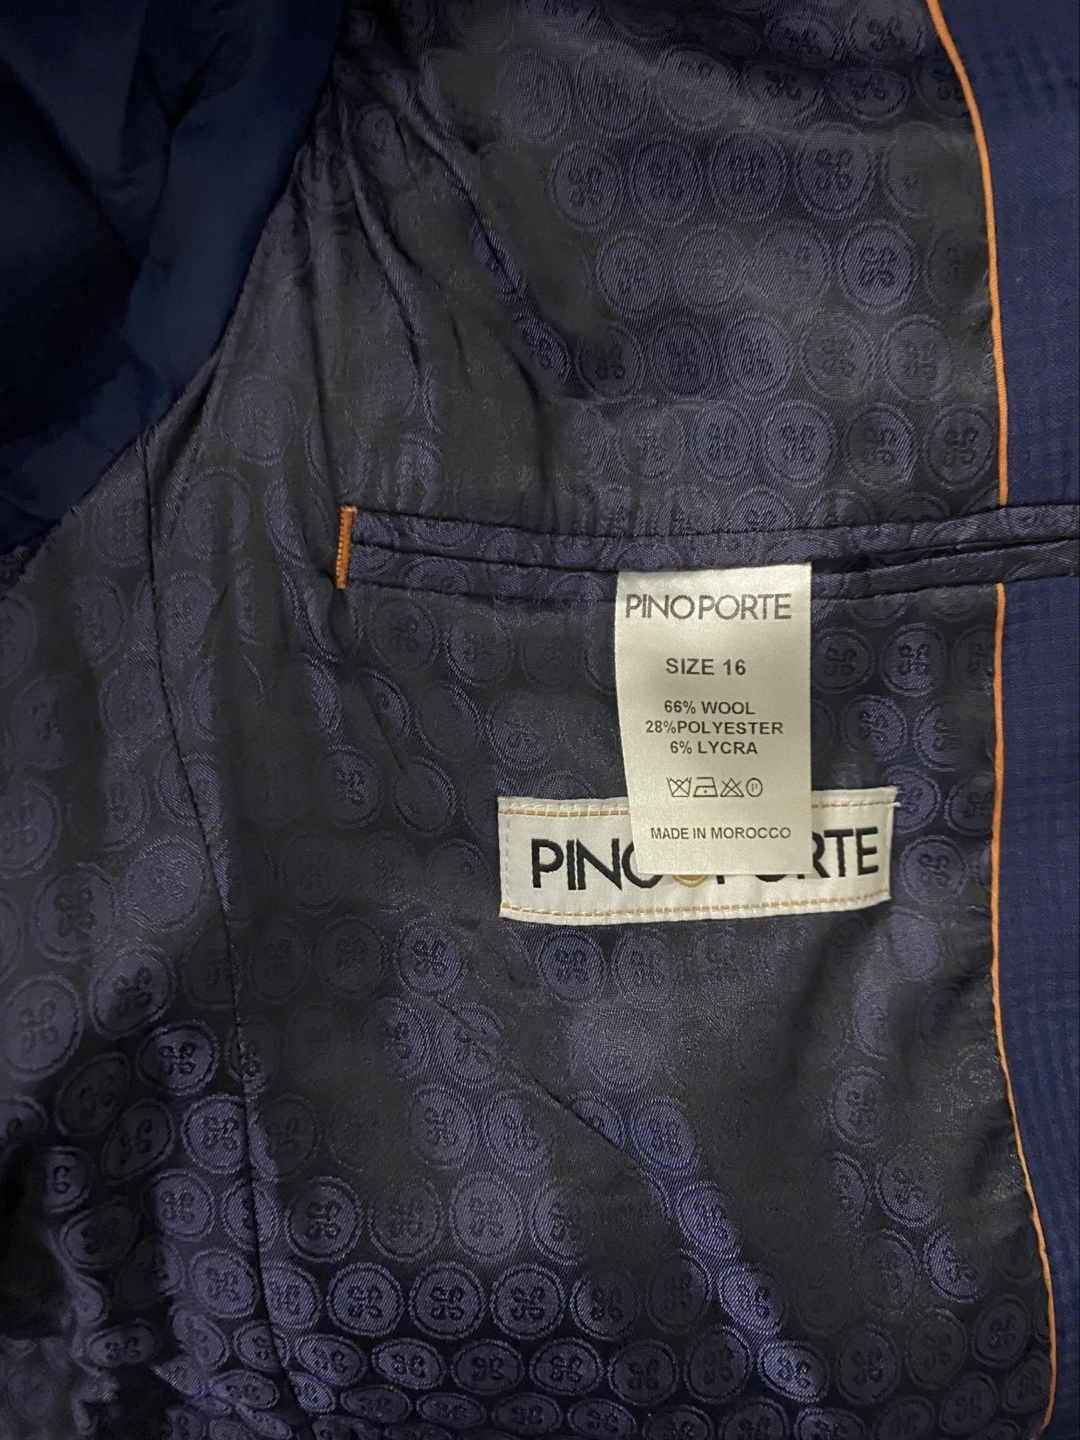 PINOPORTE
SIZE 16
66% WOOL
28%POLYESTER
6% LYCRA
P
MADE IN MOROCCO
PINO PORTE